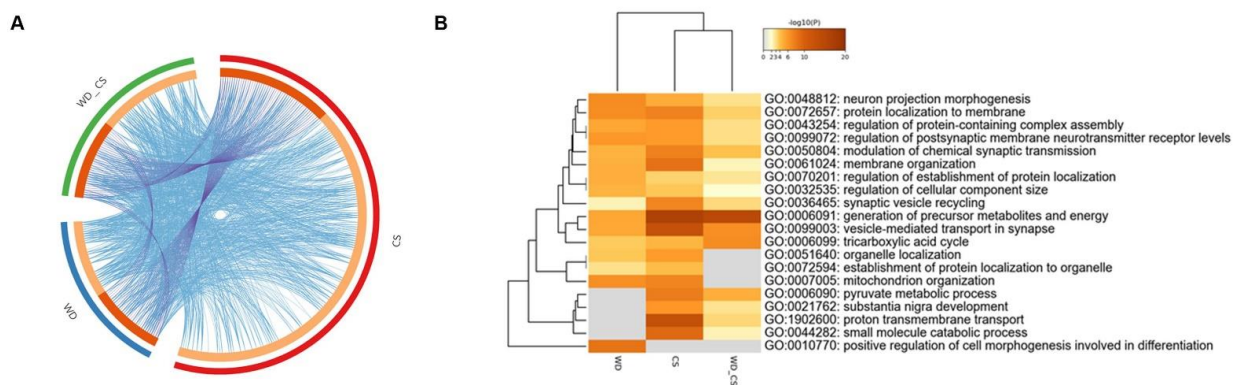 A
B
WD_CS
CS
WD
-log10(P)
0 2 3 4 6 10 20
GO:0048812: neuron projection morphogenesis
GO:0072657: protein localization to membrane
GO:0043254: regulation of protein-containing complex assembly
GO:0099072: regulation of postsynaptic membrane neurotransmitter receptor levels
GO:0050804: modulation of chemical synaptic transmission
GO:0061024: membrane organization
GO:0070201: regulation of establishment of protein localization
GO:0032535: regulation of cellular component size
GO:0036465: synaptic vesicle recycling
GO:0006091: generation of precursor metabolites and energy
GO:0099003: vesicle-mediated transport in synapse
GO:0006099: tricarboxylic acid cycle
GO:0051640: organelle localization
GO:0072594: establishment of protein localization to organelle
GO:0007005: mitochondrion organization
GO:0006090: pyruvate metabolic process
GO:0021762: substantia nigra development
GO:1902600: proton transmembrane transport
GO:0044282: small molecule catabolic process
GO:0010770: positive regulation of cell morphogenesis involved in differentiation
WD
CS
WD_CS